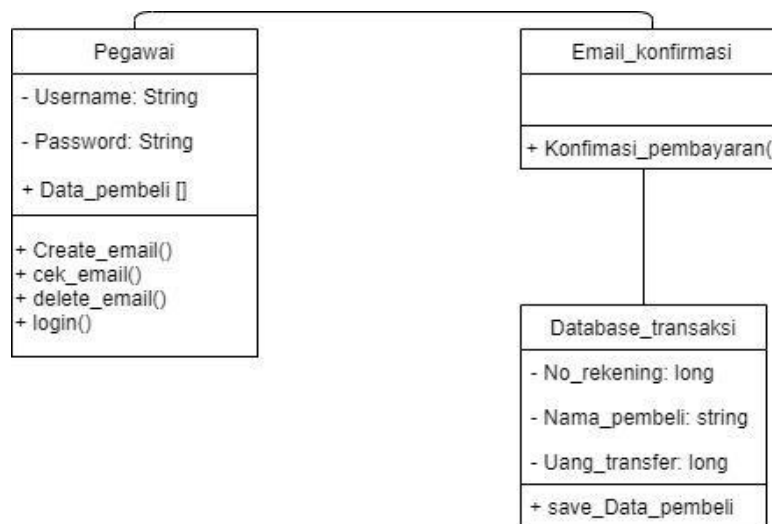 Pegawai
- Username: String
- Password: String
+ Data_pembeli []
+ Create_email()
+ cek_email()
+ delete_email()
+ login()
Email_konfirmasi
+ Konfimasi_pembayaran(
Database_transaksi
- No_rekening: long
- Nama_pembeli: string
- Uang_transfer: long
+ save_Data_pembeli